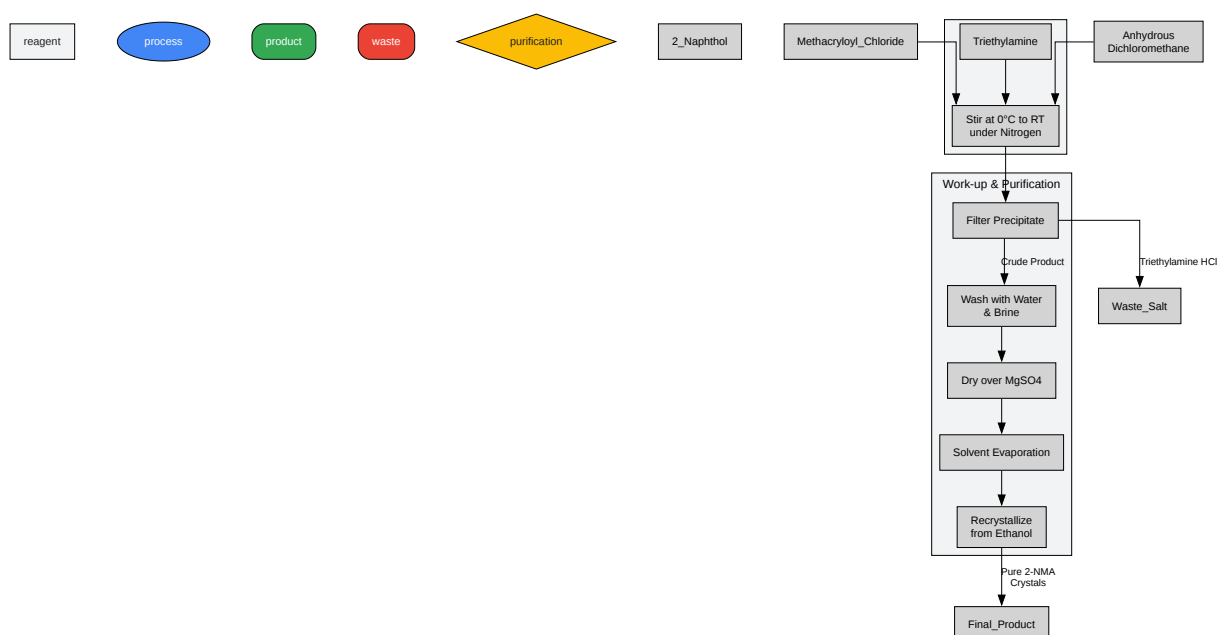 reagent
process
product
waste
purification
2_Naphthol
Methacryloyl_Chloride
Triethylamine
Anhydrous
Dichloromethane
Stir at 0°C to RT
under Nitrogen
Work-up & Purification
Filter Precipitate
Crude Product
Triethylamine HCl
Wash with Water
& Brine
Waste_Salt
Dry over MgSO4
Solvent Evaporation
Recrystallize
from Ethanol
Pure 2-NMA
Crystals
Final_Product